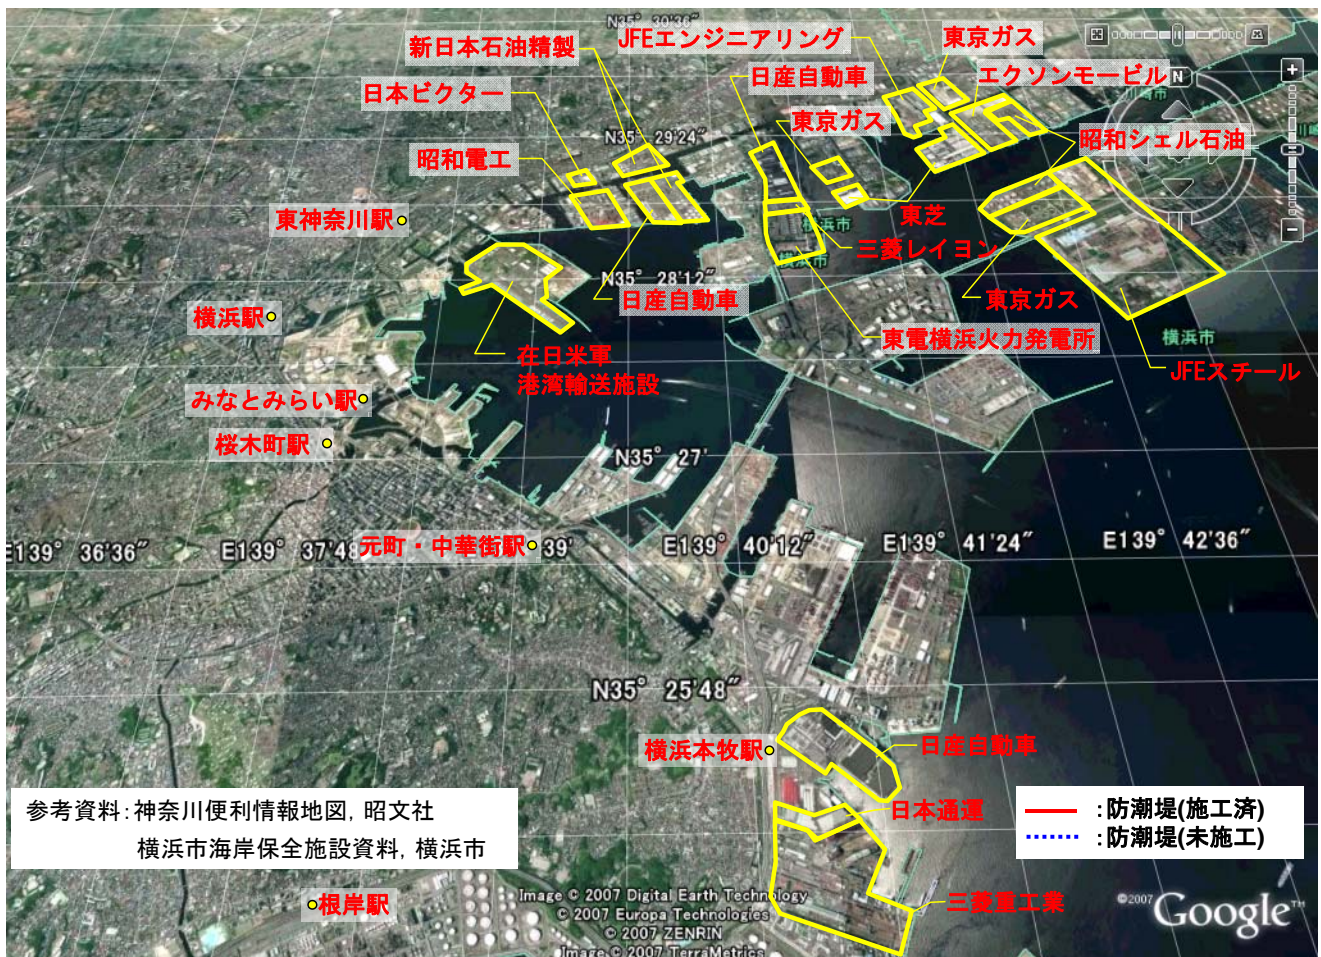 N35° 30'36"
新日本石油精製
JFEエンジニアリング
東京ガス
日本ビクター
日産自動車
エクソンモービル
N
川崎市
東京ガス
N35° 29'24"
昭和電工
昭和シェル石油
東神奈川駅
東芝
横浜市
三菱レイヨン
横浜市
N35° 28'12"
日産自動車
東京ガス
横浜駅
東電横浜火力発電所
横浜市
在日米軍
港湾輸送施設
JFEスチール
みなとみらい駅
桜木町駅
N35° 27'
元町・中華街駅
E139° 36'36"
E139° 37'48"
39'
E139° 40'12"
E139° 41'24"
E139° 42'36"
N35° 25'48"
横浜本牧駅
日産自動車
日本通運
参考資料：神奈川便利情報地図, 昭文社
横浜市海岸保全施設資料, 横浜市
：防潮堤(施工済)
：防潮堤(未施工)
根岸駅
三菱重工業
Image © 2007 Digital Earth Technology
© 2007 Europa Technologies
© 2007 ZENRIN
Image © 2007 TerraMetrics
©2007 Google™